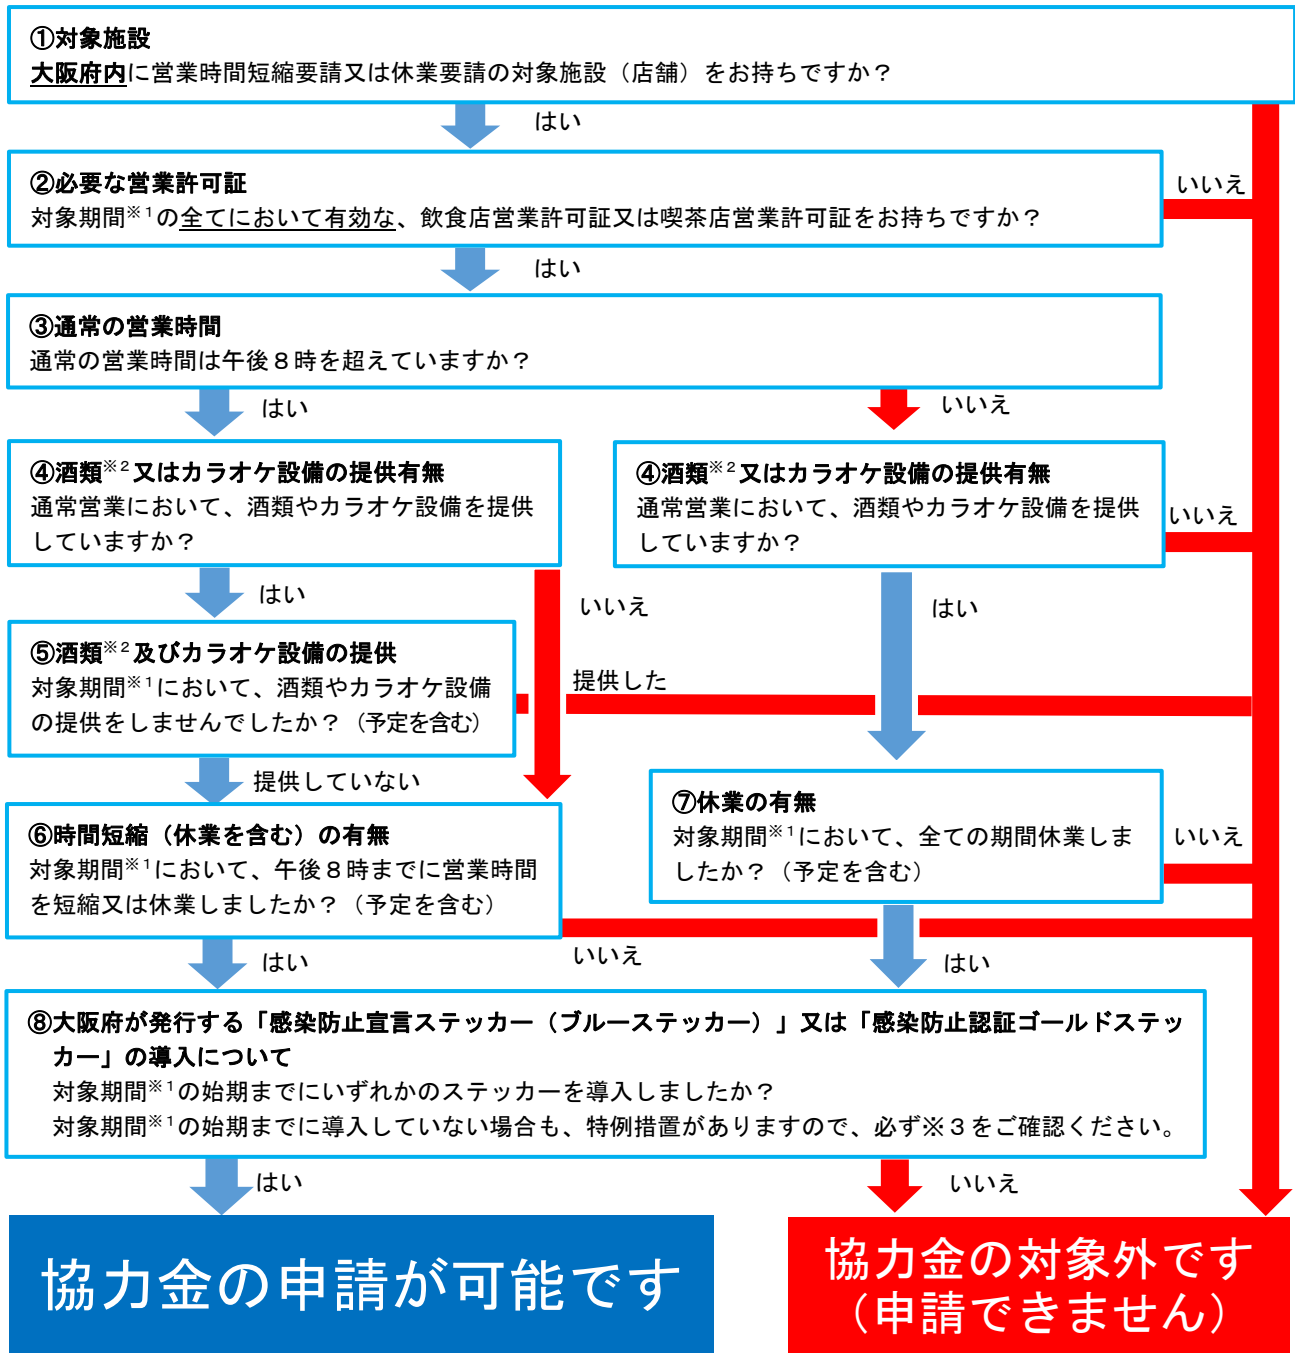 ①対象施設
大阪府内に営業時間短縮要請又は休業要請の対象施設（店舗）をお持ちですか？
はい
②必要な営業許可証
対象期間※１の全てにおいて有効な、飲食店営業許可証又は喫茶店営業許可証をお持ちですか？
いいえ
はい
③通常の営業時間
通常の営業時間は午後８時を超えていますか？
はい
いいえ
④酒類※２又はカラオケ設備の提供有無
通常営業において、酒類やカラオケ設備を提供
していますか？
④酒類※２又はカラオケ設備の提供有無
通常営業において、酒類やカラオケ設備を提供
していますか？
いいえ
はい
いいえ
はい
⑤酒類※２及びカラオケ設備の提供
対象期間※１において、酒類やカラオケ設備
の提供をしませんでしたか？（予定を含む）
提供した
提供していない
⑥時間短縮（休業を含む）の有無
対象期間※１において、午後８時までに営業時間
を短縮又は休業しましたか？（予定を含む）
⑦休業の有無
対象期間※１において、全ての期間休業しま
したか？（予定を含む）
いいえ
はい
いいえ
はい
⑧大阪府が発行する「感染防止宣言ステッカー（ブルーステッカー）」又は「感染防止認証ゴールドステッ
カー」の導入について
対象期間※１の始期までにいずれかのステッカーを導入しましたか？
対象期間※１の始期までに導入していない場合も、特例措置がありますので、必ず※３をご確認ください。
はい
いいえ
協力金の申請が可能です
協力金の対象外です
（申請できません）